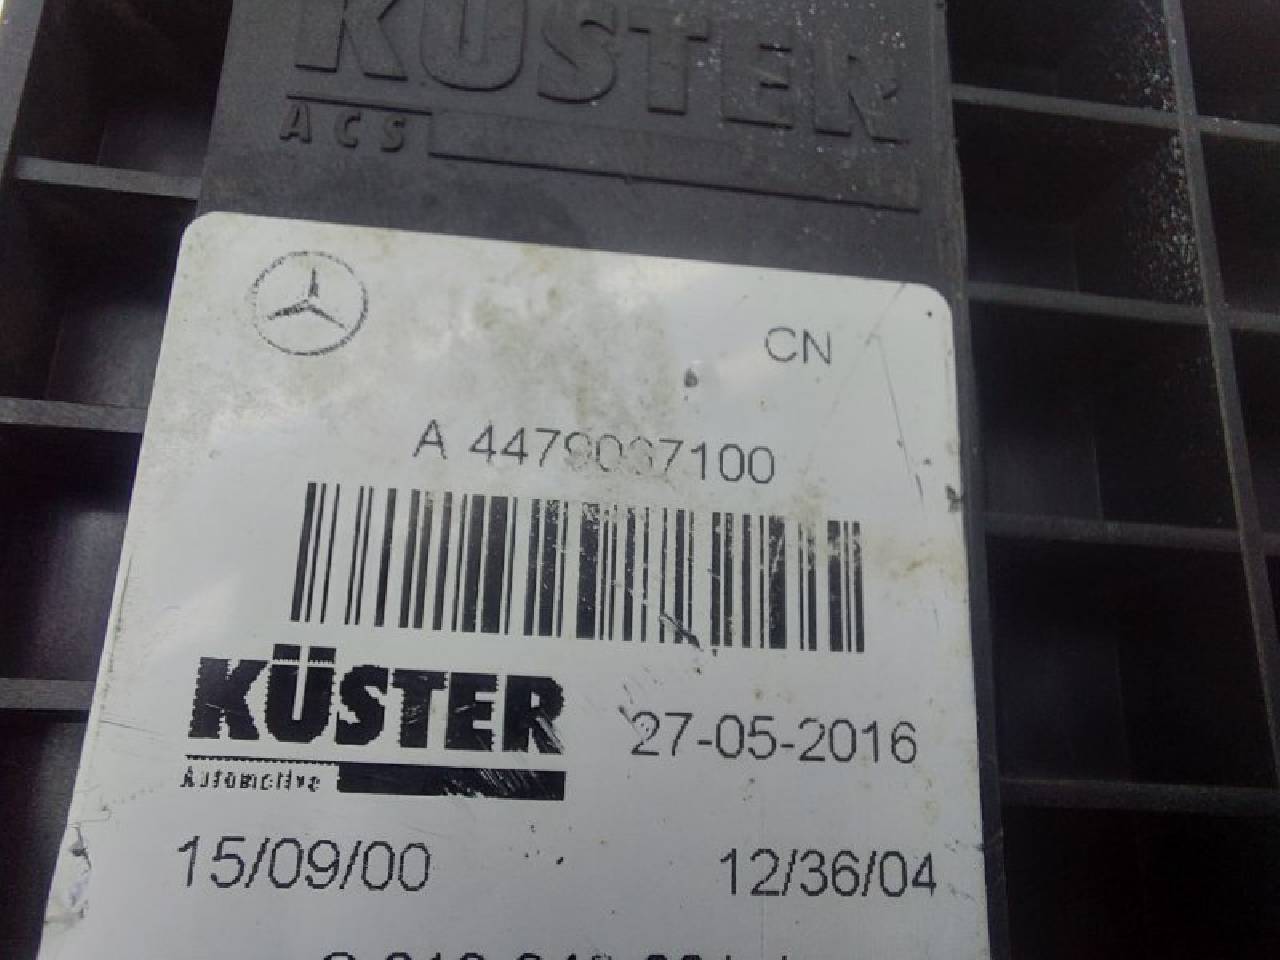 KÜSTER
ACS
CN
A 4479067100
KÜSTER
27-05-2016
Automotive
15/09/00
12/36/04